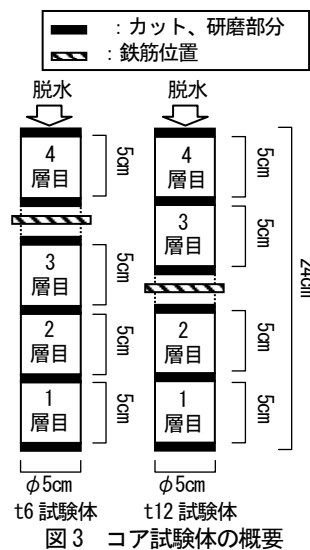 ：カット、研磨部分
：鉄筋位置
脱水
脱水
4
層目
5cm
3
層目
5cm
2
層目
5cm
1
層目
5cm
4
層目
5cm
3
層目
5cm
2
層目
5cm
1
層目
5cm
24cm
φ5cm
φ5cm
t6 試験体
t12 試験体
図3　コア試験体の概要